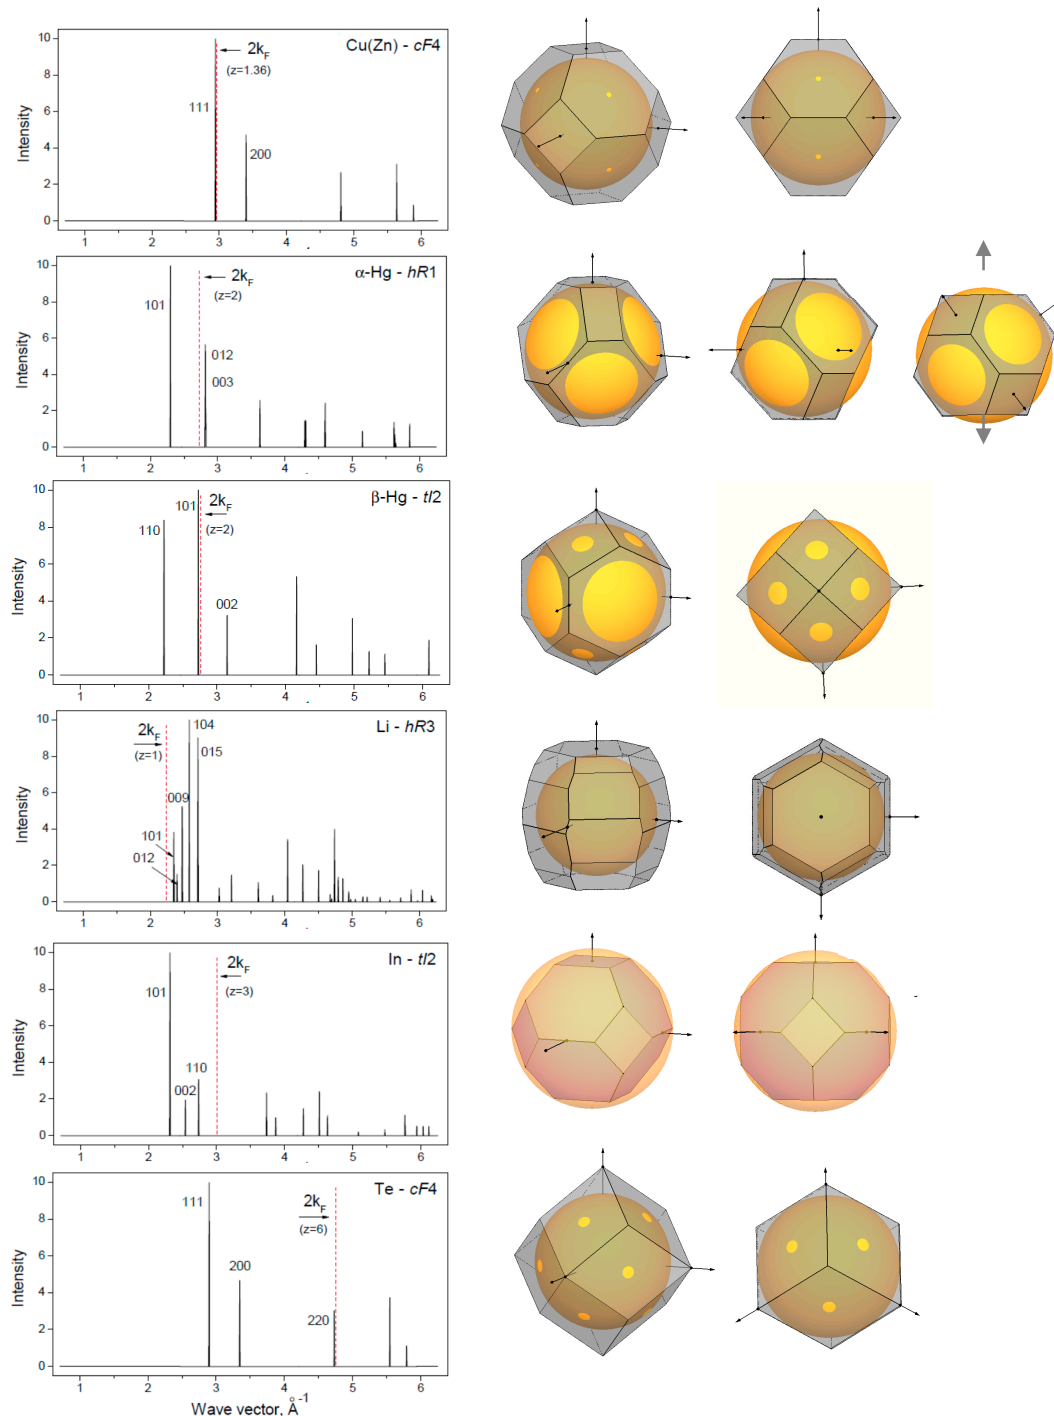 Cu(Zn) - cF4
2kF
(z=1.36)
111
200
Intensity
0 2 4 6 8 10
1 2 3 4 5 6
α-Hg - hR1
2kF
(z=2)
101
012
003
Intensity
0 2 4 6 8 10
1 2 3 4 5 6
β-Hg - tI2
101
2kF
(z=2)
110
002
Intensity
0 2 4 6 8 10
1 2 3 4 5 6
Li - hR3
104
2kF
(z=1)
015
009
101
012
Intensity
0 2 4 6 8 10
1 2 3 4 5 6
In - tI2
2kF
(z=3)
101
110
002
Intensity
0 2 4 6 8 10
1 2 3 4 5 6
Te - cF4
111
2kF
(z=6)
200
220
Intensity
0 2 4 6 8 10
1 2 3 4 5 6
Wave vector, Å-1